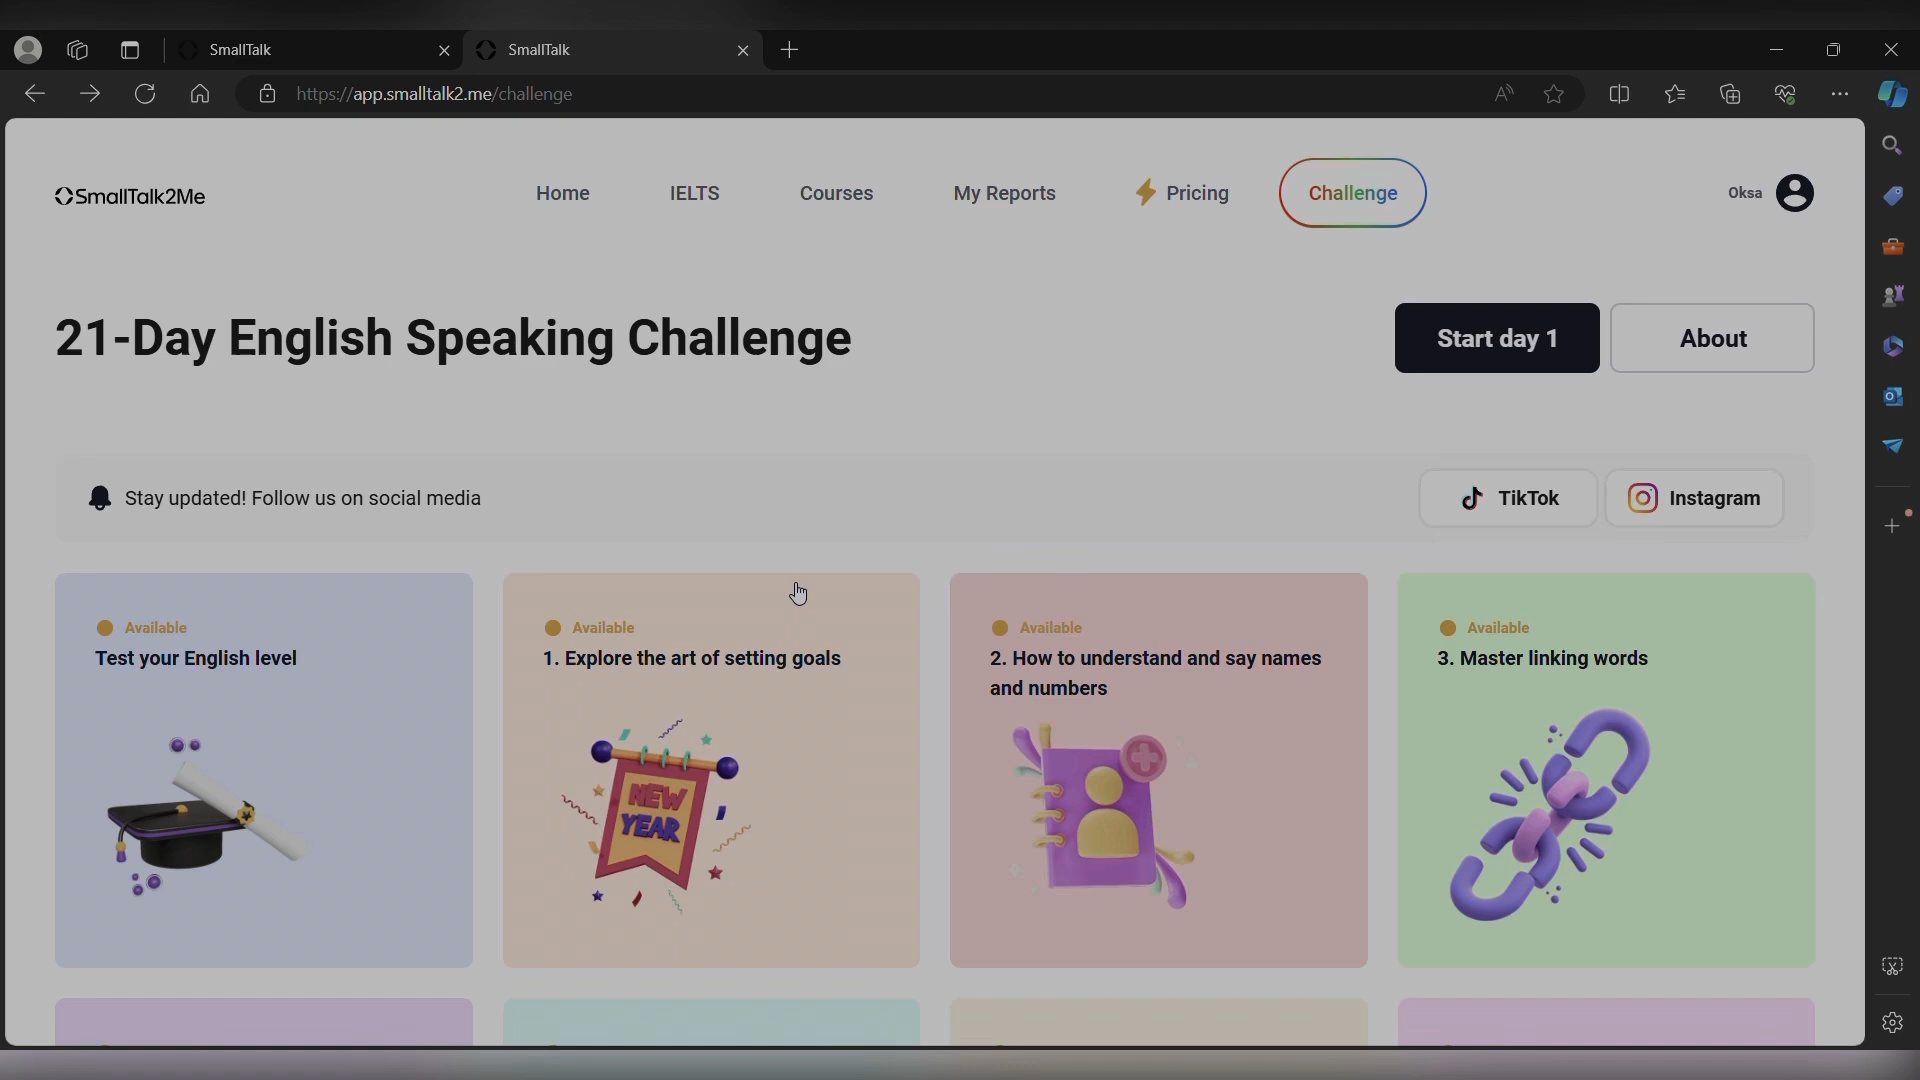 SmallTalk
SmallTalk
https://app.smalltalk2.me/challenge
SmallTalk2Me
Home
IELTS
Courses
My Reports
Pricing
Challenge
Oksa
21-Day English Speaking Challenge
Start day 1
About
Stay updated! Follow us on social media
TikTok
Instagram
Available
Test your English level
Available
1. Explore the art of setting goals
NEW
YEAR
Available
2. How to understand and say names
and numbers
Available
3. Master linking words